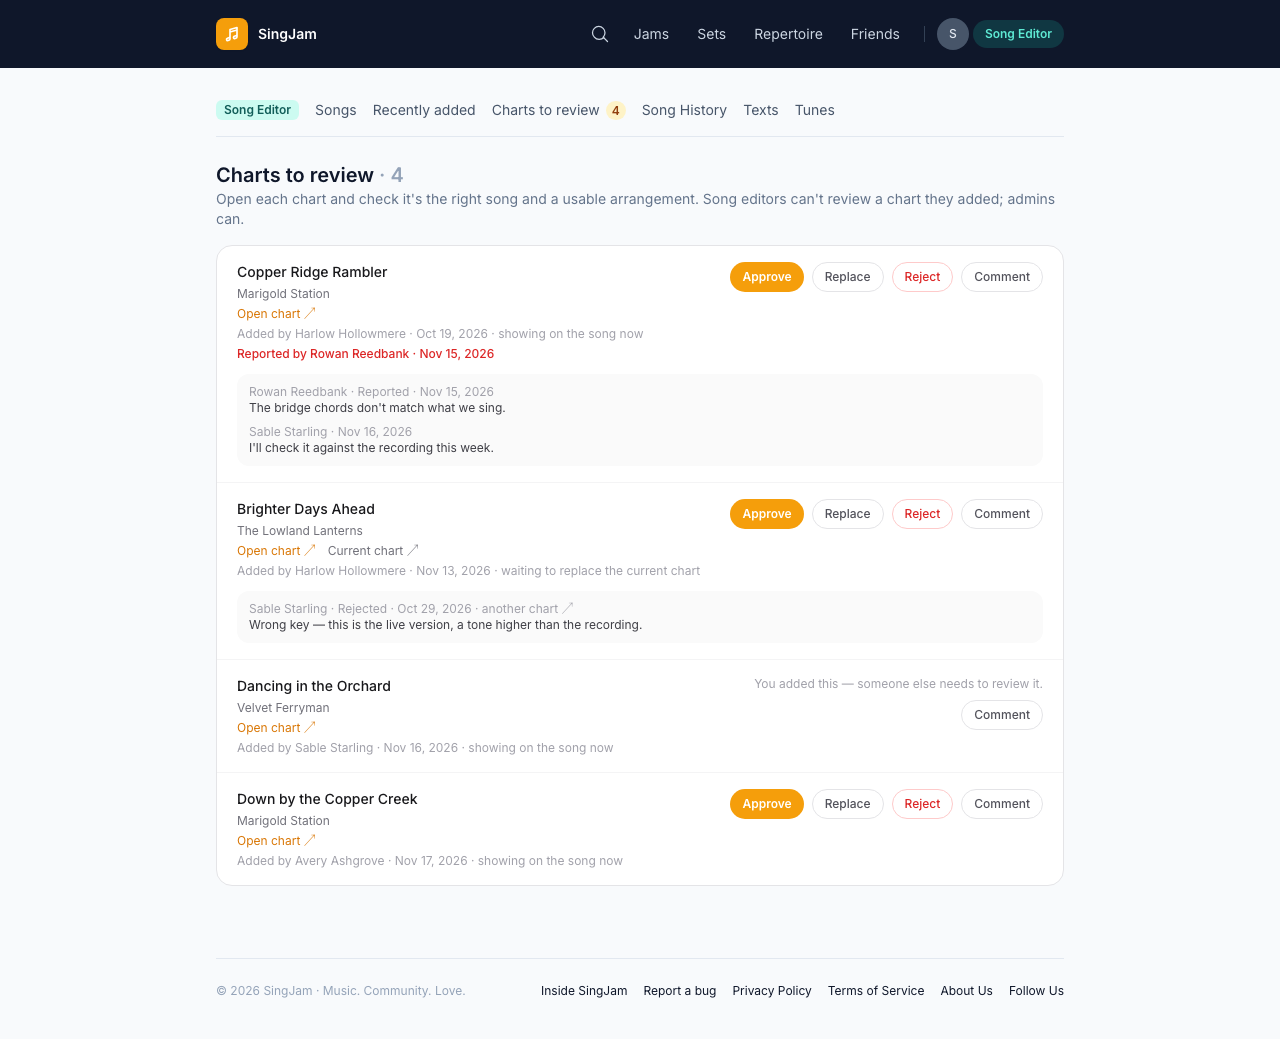 SingJam
Jams
Sets
Repertoire
Friends
S
Song Editor
Song Editor
Songs
Recently added
Charts to review 4
Song History
Texts
Tunes
Charts to review · 4
Open each chart and check it's the right song and a usable arrangement. Song editors can't review a chart they added; admins
can.
Copper Ridge Rambler
Approve
Replace
Reject
Comment
Marigold Station
Open chart ↗
Added by Harlow Hollowmere · Oct 19, 2026 · showing on the song now
Reported by Rowan Reedbank · Nov 15, 2026
Rowan Reedbank · Reported · Nov 15, 2026
The bridge chords don't match what we sing.
Sable Starling · Nov 16, 2026
I'll check it against the recording this week.
Brighter Days Ahead
Approve
Replace
Reject
Comment
The Lowland Lanterns
Open chart ↗ Current chart ↗
Added by Harlow Hollowmere · Nov 13, 2026 · waiting to replace the current chart
Sable Starling · Rejected · Oct 29, 2026 · another chart ↗
Wrong key — this is the live version, a tone higher than the recording.
Dancing in the Orchard
You added this — someone else needs to review it.
Velvet Ferryman
Comment
Open chart ↗
Added by Sable Starling · Nov 16, 2026 · showing on the song now
Down by the Copper Creek
Approve
Replace
Reject
Comment
Marigold Station
Open chart ↗
Added by Avery Ashgrove · Nov 17, 2026 · showing on the song now
© 2026 SingJam · Music. Community. Love.
Inside SingJam
Report a bug
Privacy Policy
Terms of Service
About Us
Follow Us